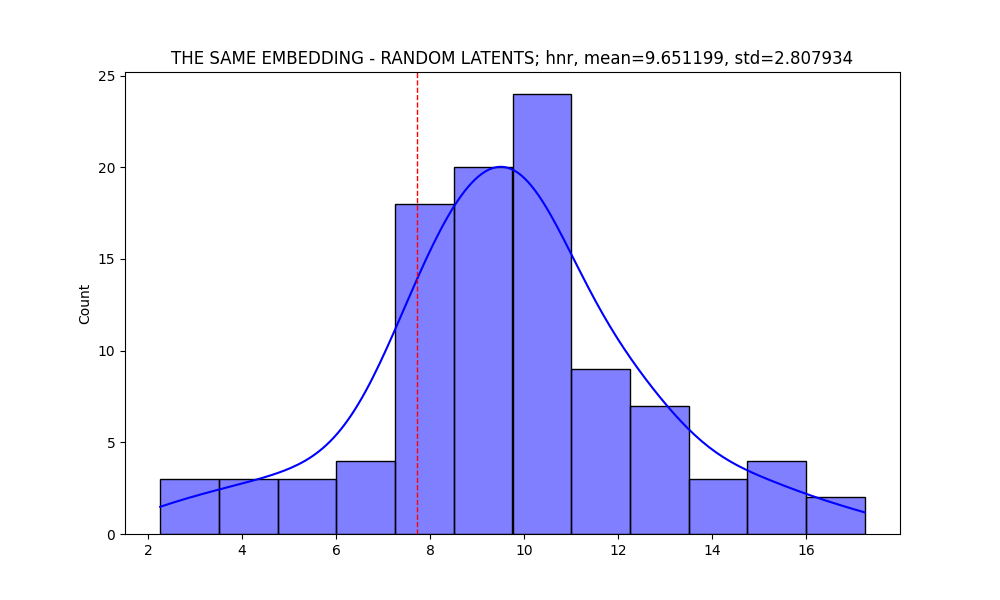 THE SAME EMBEDDING - RANDOM LATENTS; hnr, mean=9.651199, std=2.807934
25
20
15
10
5
0
Count
2 4 6 8 10 12 14 16